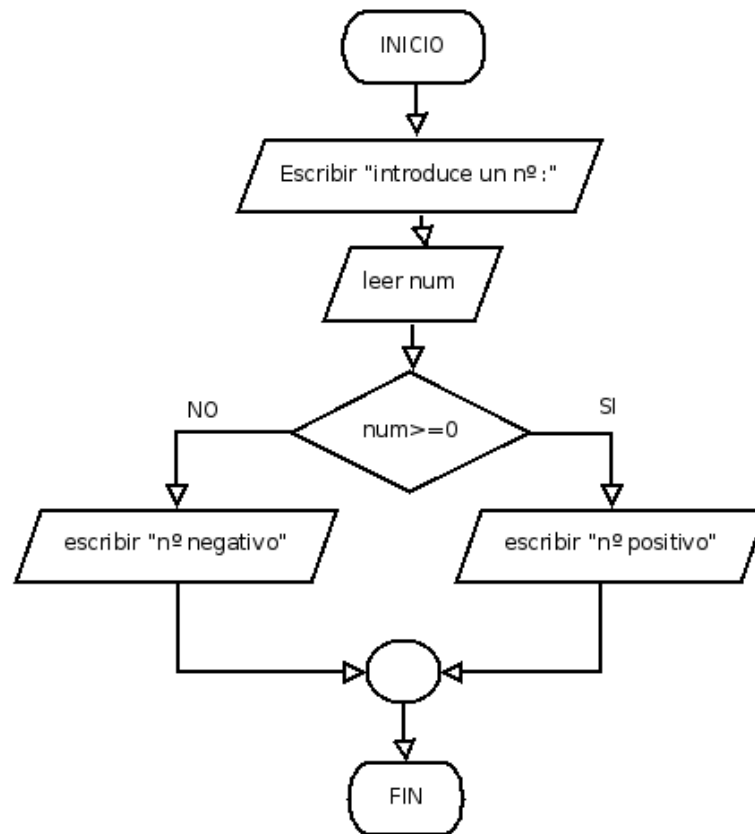 INICIO
Escribir "introduce un nº :"
leer num
num>=0
NO
SI
escribir "nº negativo"
escribir "nº positivo"
FIN